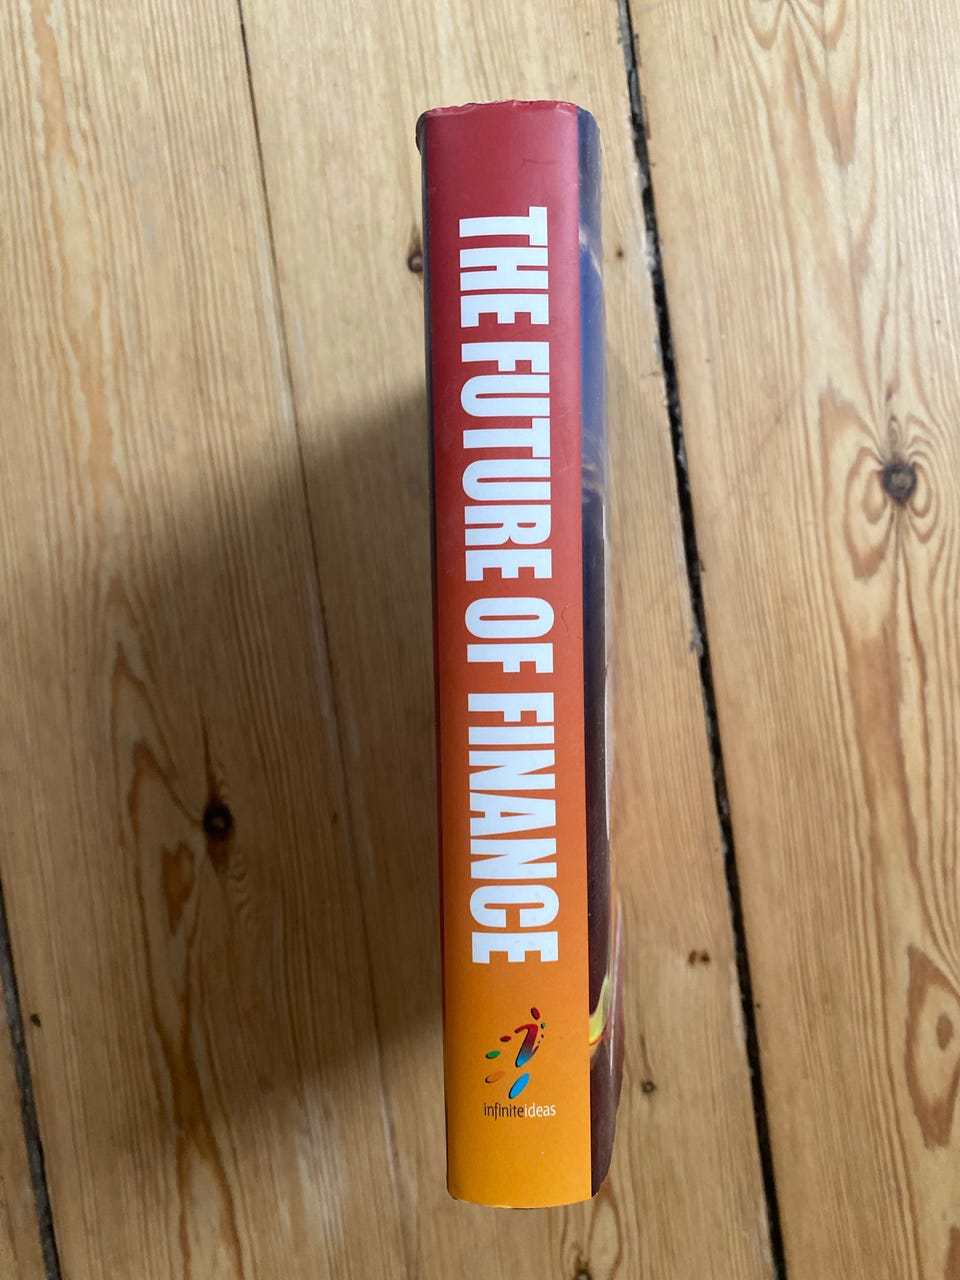 THE FUTURE OF FINANCE
infiniteideas